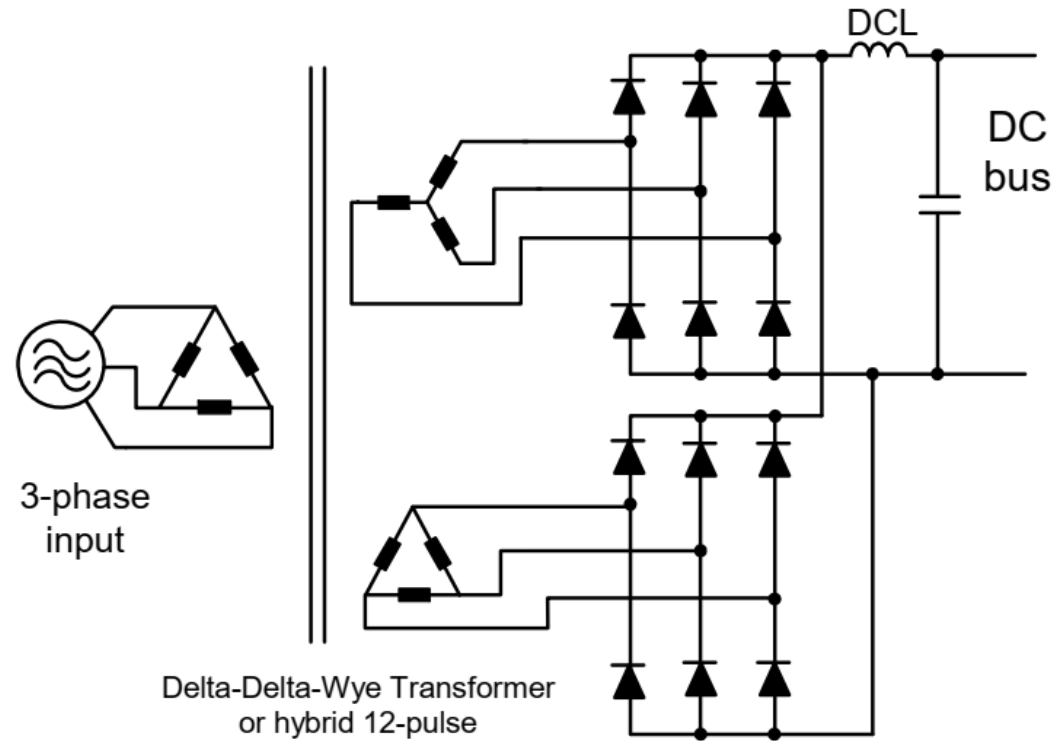 DCL
DC
bus
3-phase
input
Delta-Delta-Wye Transformer
or hybrid 12-pulse